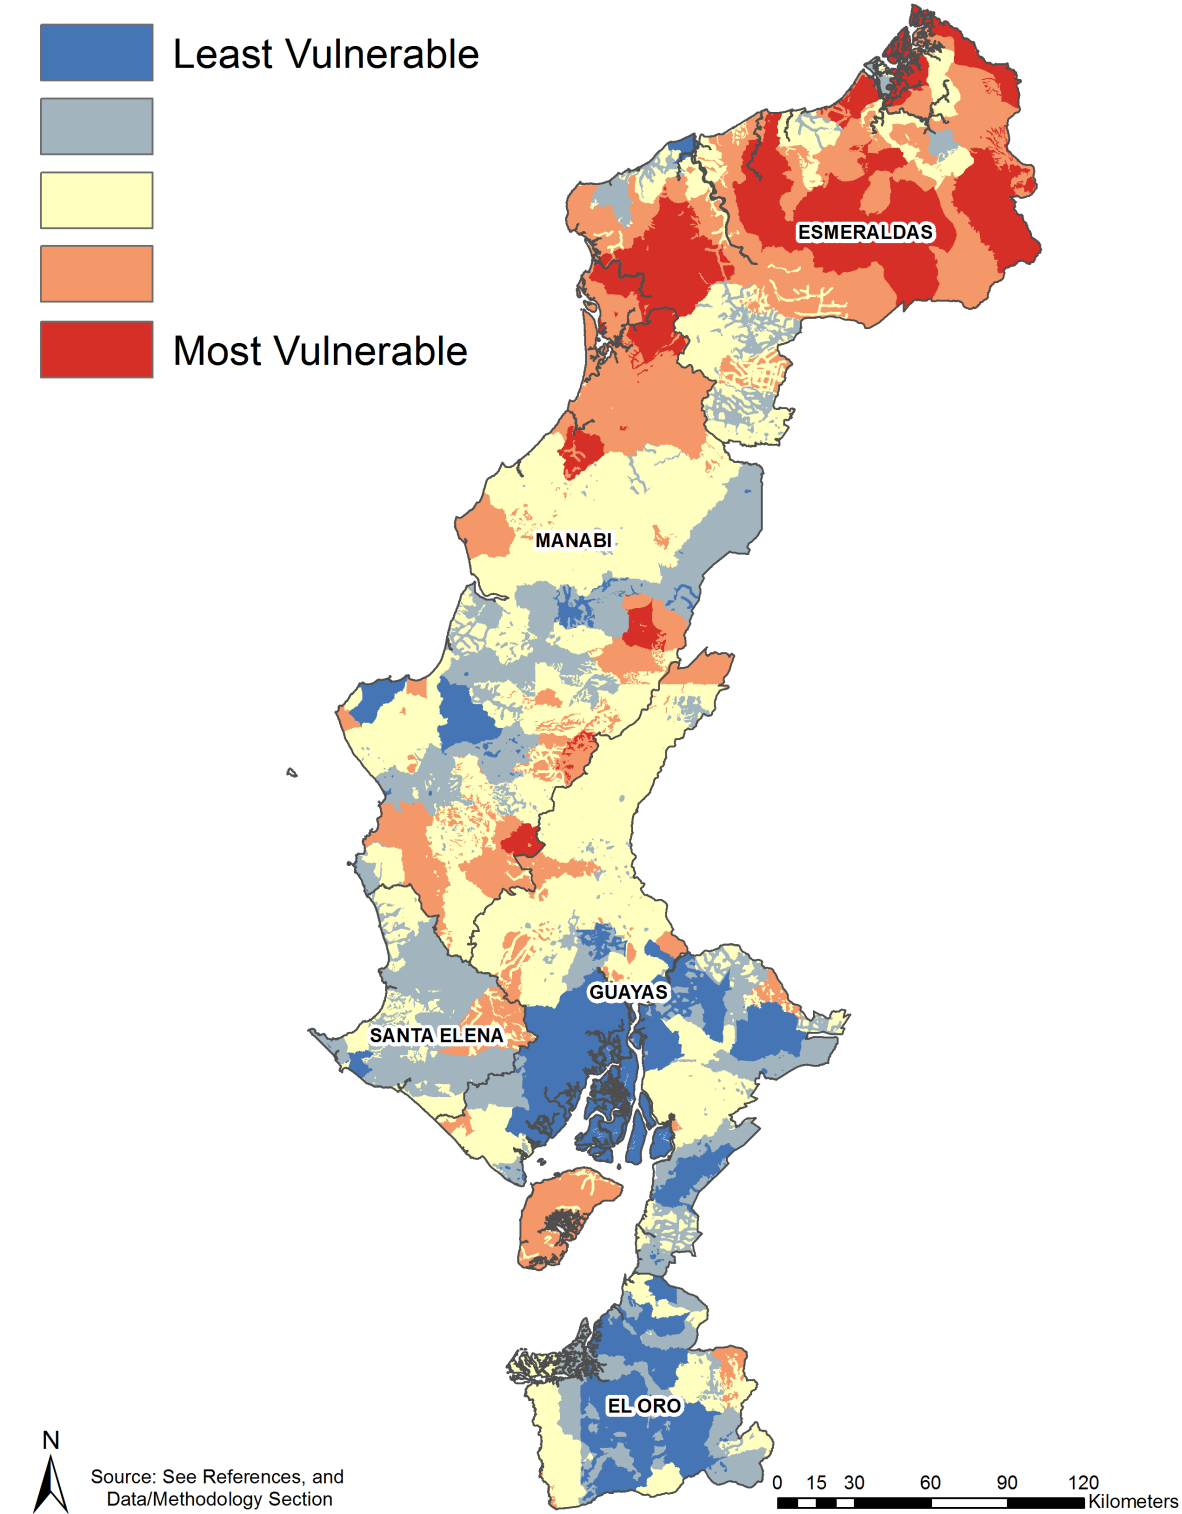 Least Vulnerable
Most Vulnerable
ESMERALDAS
MANABI
GUAYAS
SANTA ELENA
EL ORO
N
Source: See References, and
Data/Methodology Section
0 15 30 60 90 120
Kilometers